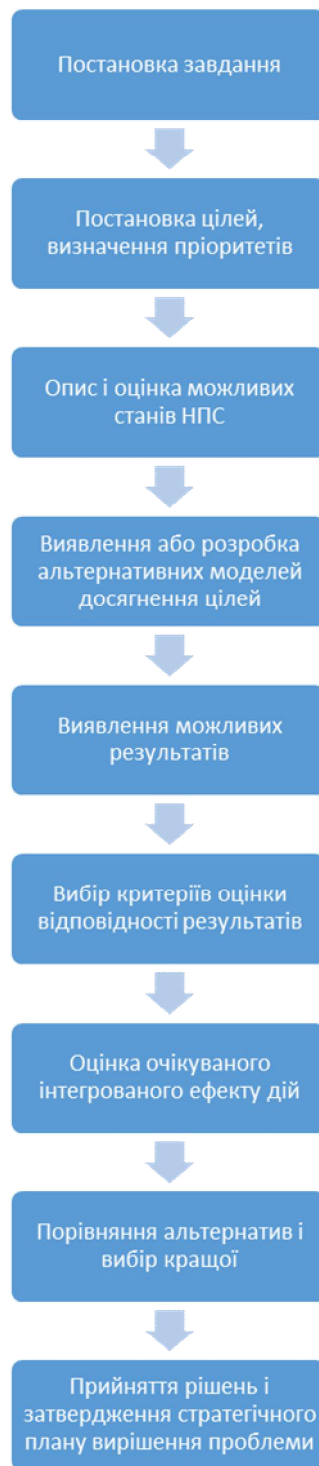 Постановка завдання
Постановка цілей,
визначення пріоритетів
Опис і оцінка можливих
станів НПС
Виявлення або розробка
альтернативних моделей
досягнення цілей
Виявлення можливих
результатів
Вибір критеріїв оцінки
відповідності результатів
Оцінка очікуваного
інтегрованого ефекту дій
Порівняння альтернатив і
вибір кращої
Прийняття рішень і
затвердження стратегічного
плану вирішення проблеми